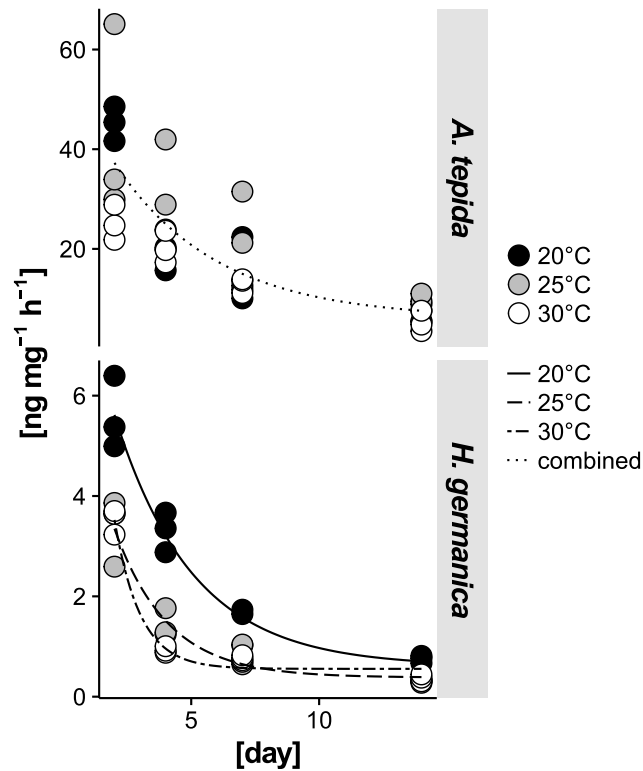 60
40
20
A. tepida
[ng mg⁻¹ h⁻¹]
20°C
25°C
30°C
20°C
25°C
30°C
combined
6
4
2
0
H. germanica
5
10
[day]